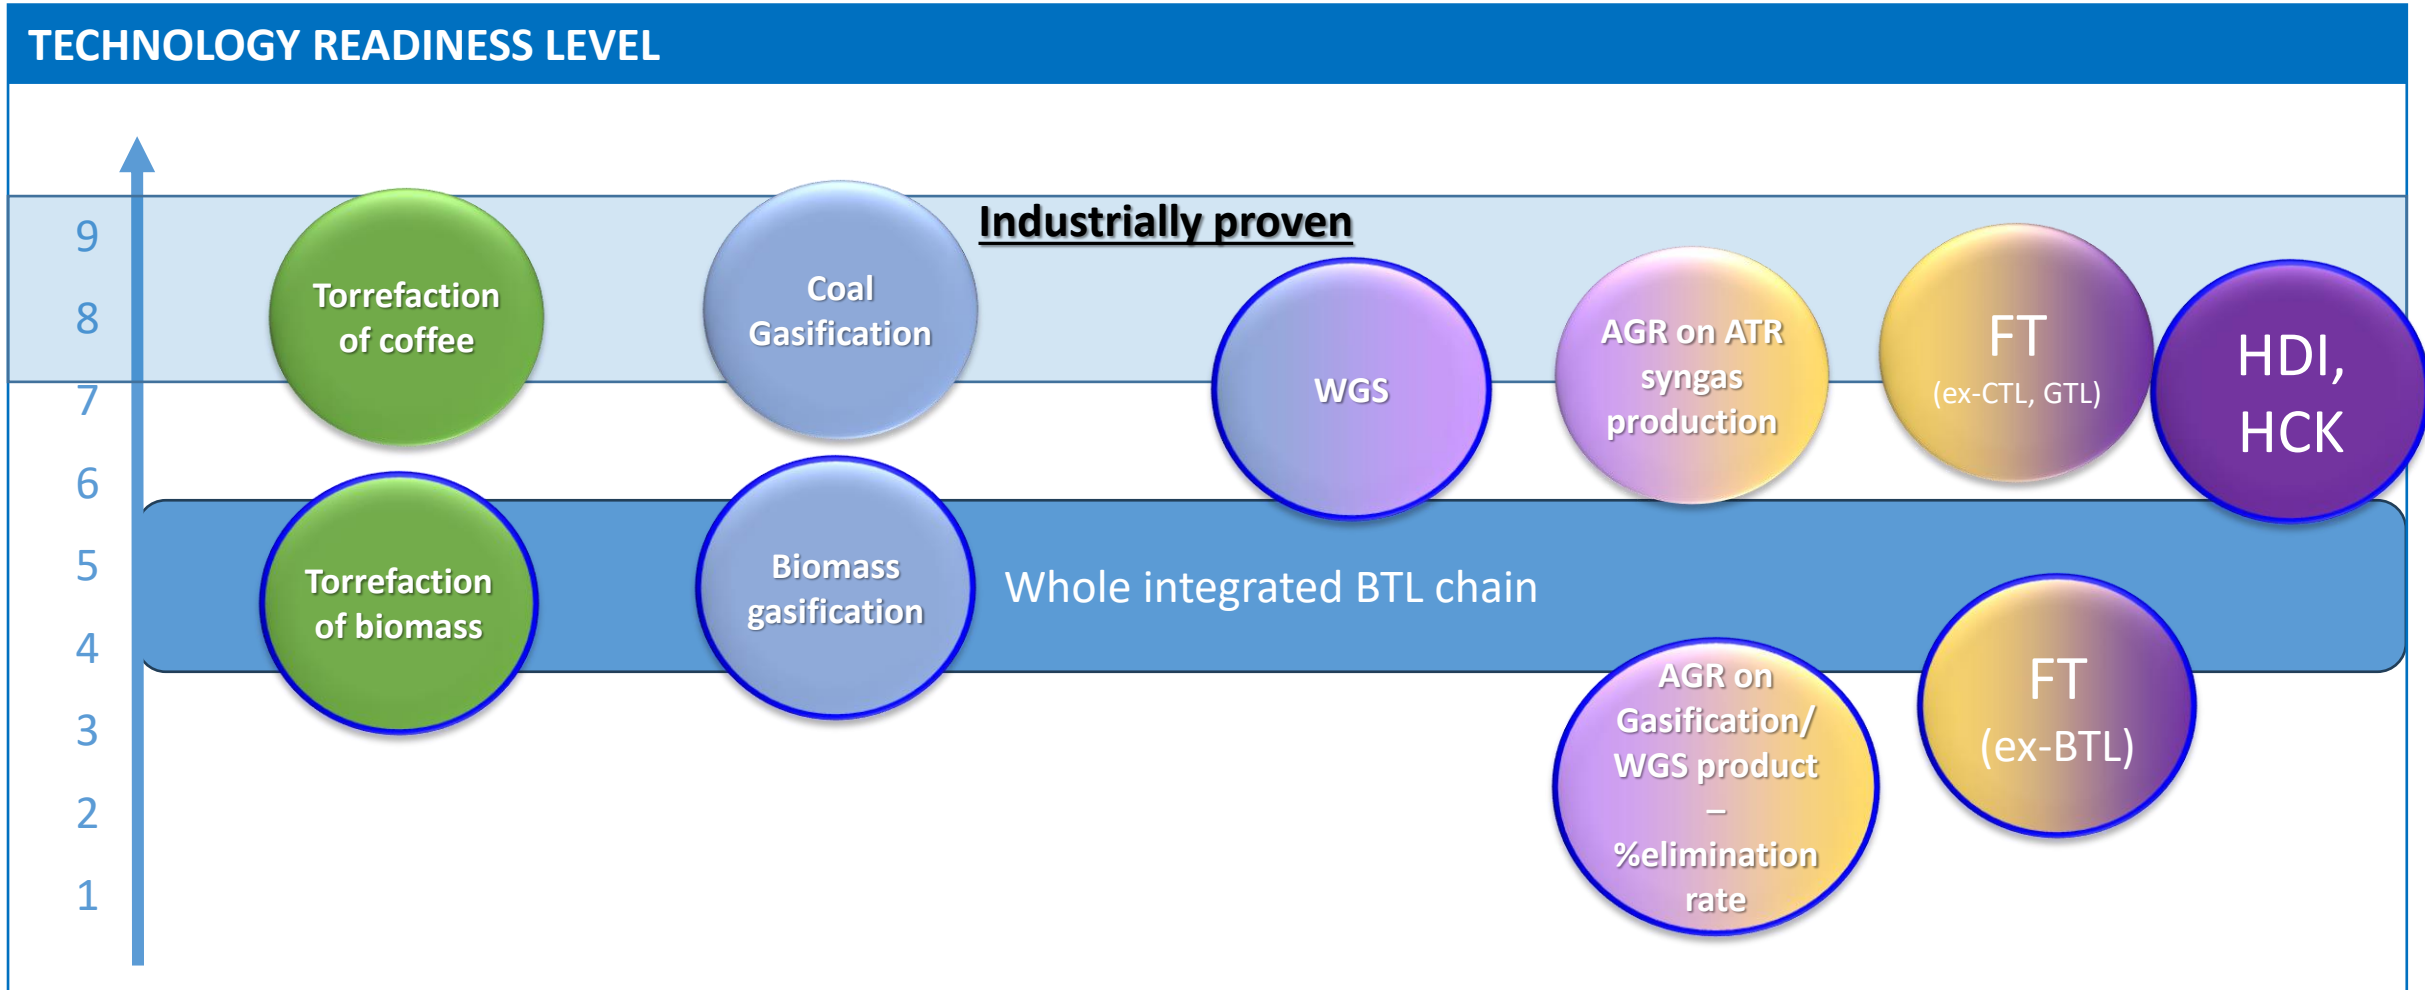 TECHNOLOGY READINESS LEVEL
9
8
7
6
5
4
3
2
1
Industrially proven
Torrefaction
of coffee
Coal
Gasification
WGS
AGR on ATR
syngas
production
FT
(ex-CTL, GTL)
HDI,
HCK
Torrefaction
of biomass
Biomass
gasification
Whole integrated BTL chain
AGR on
Gasification/
WGS product
–
%elimination
rate
FT
(ex-BTL)